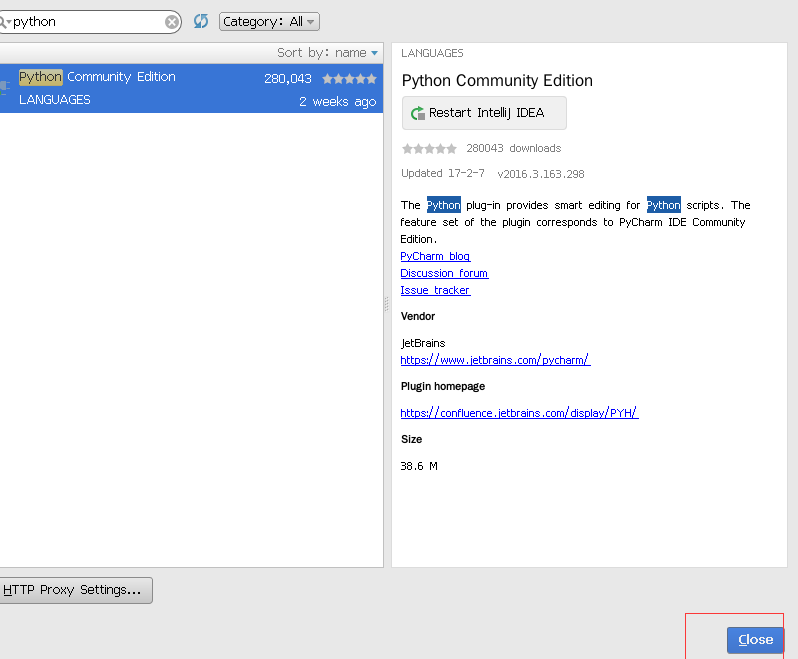 python
Category: All
Sort by: name
Python Community Edition
280,043
LANGUAGES
2 weeks ago
LANGUAGES
Python Community Edition
Restart IntelliJ IDEA
280043 downloads
Updated 17-2-7 v2016.3.163.298
The Python plug-in provides smart editing for Python scripts. The
feature set of the plugin corresponds to PyCharm IDE Community
Edition.
PyCharm blog
Discussion forum
Issue tracker
Vendor
JetBrains
https://www.jetbrains.com/pycharm/
Plugin homepage
https://confluence.jetbrains.com/display/PYH/
Size
38.6 M
HTTP Proxy Settings...
Close